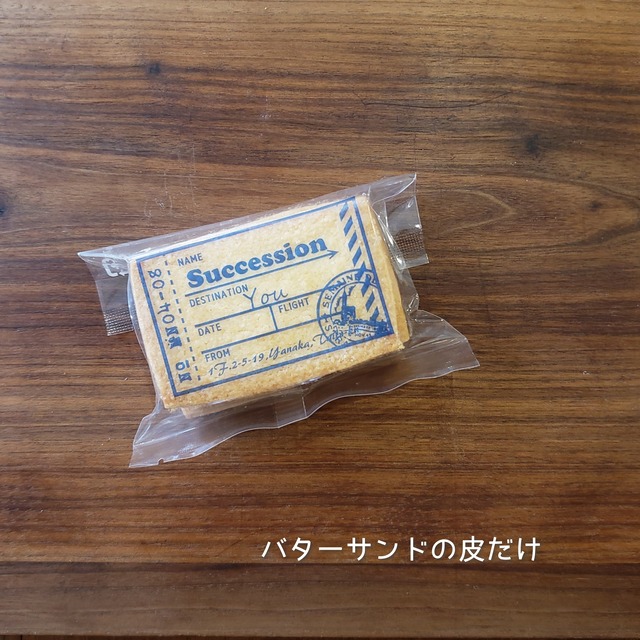 NAME
Succession
DESTINATION
You
DATE
FLIGHT
FROM
1F,2-5-19,Yanaka,
バターサンドの皮だけ